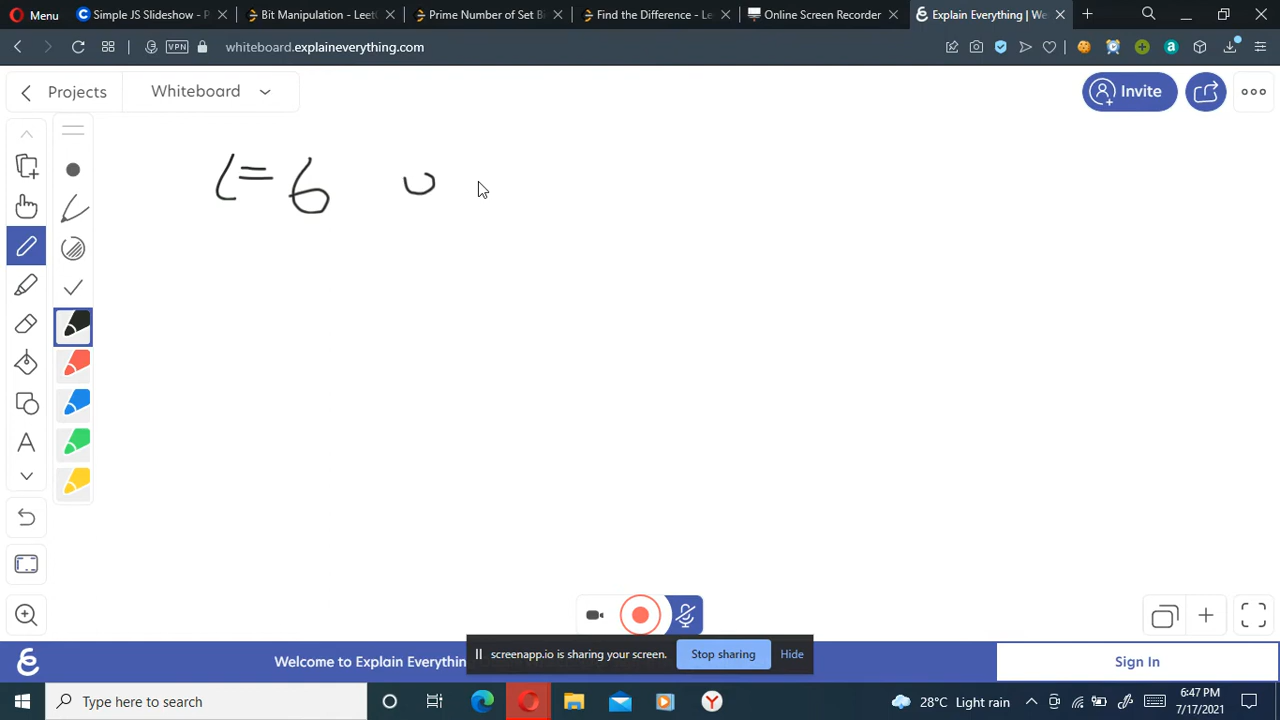 Menu Simple JS Slideshow - P Bit Manipulation - LeetC Prime Number of Set B Find the Difference - Le Online Screen Recorder Explain Everything | We
VPN whiteboard.explaineverything.com
Projects Whiteboard Invite
L = 6 U
A
screenapp.io is sharing your screen. Stop sharing Hide
Welcome to Explain Everythin Sign In
Type here to search 28°C Light rain 6:47 PM
7/17/2021